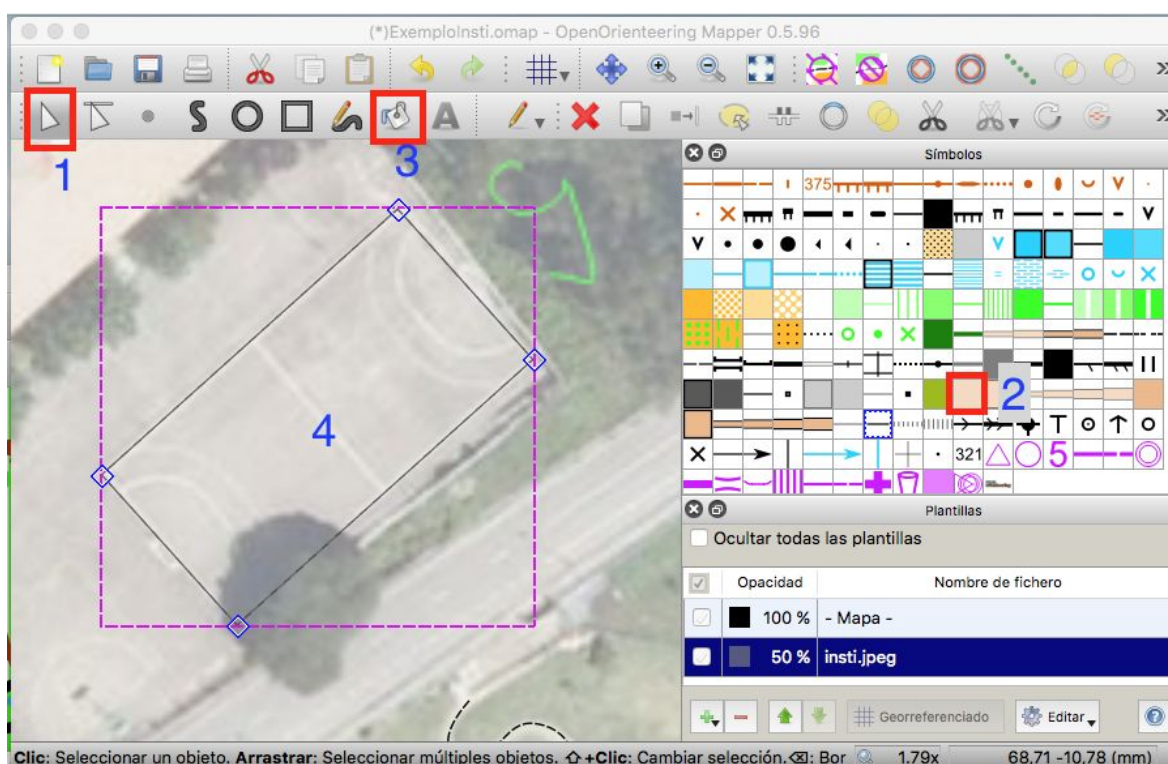 (*)ExemploInsti.omap - OpenOrienteering Mapper 0.5.96
1
3
4
Símbolos
375
2
321
5
Plantillas
Ocultar todas las plantillas
Opacidad Nombre de fichero
100 % - Mapa -
50 % insti.jpeg
Georreferenciado Editar
Clic: Seleccionar un objeto. Arrastrar: Seleccionar múltiples objetos. ⇧+Clic: Cambiar selección. ⌫: Bor 1.79x 68,71 -10,78 (mm)